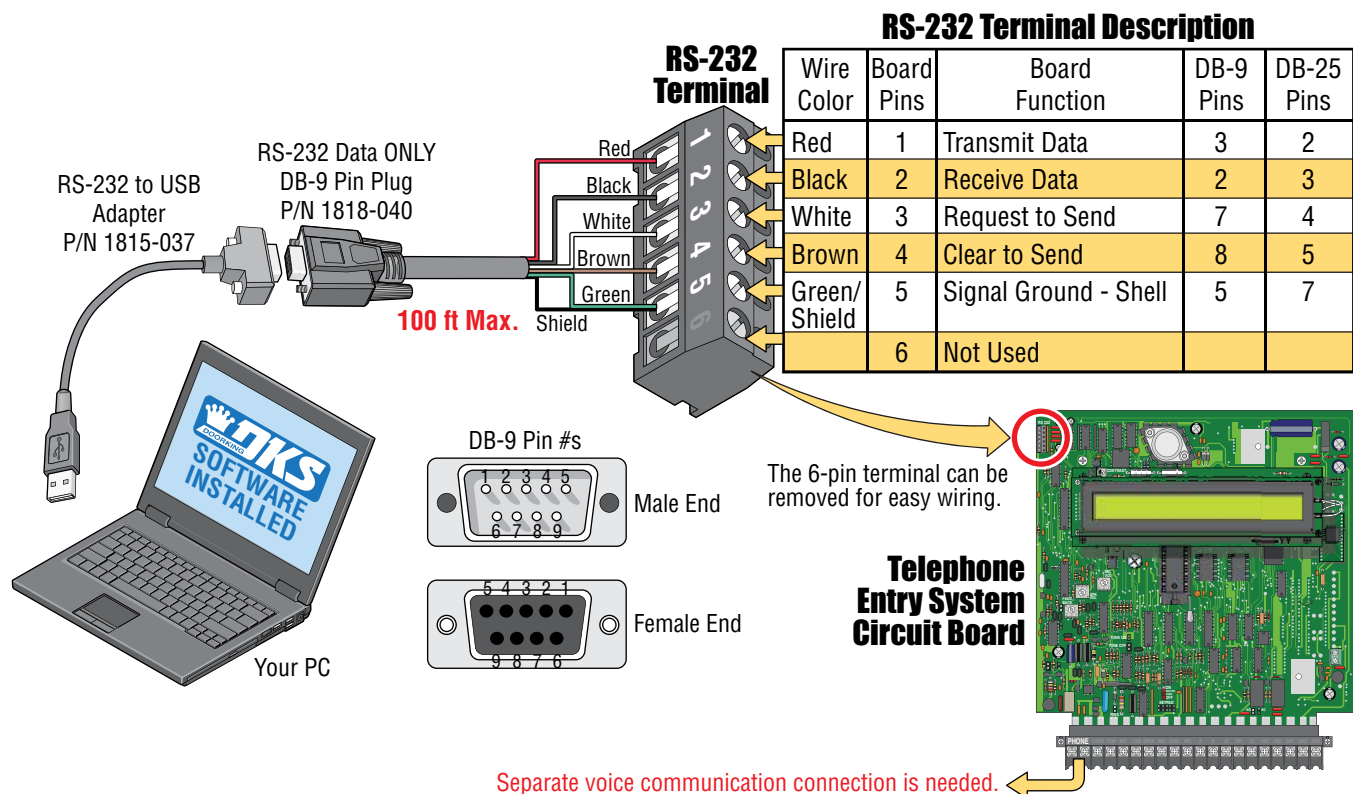 RS-232 Terminal Description
RS-232
Terminal
Wire
Color
Board
Pins
Board
Function
DB-9
Pins
DB-25
Pins
Red 1 Transmit Data 3 2
Black 2 Receive Data 2 3
White 3 Request to Send 7 4
Brown 4 Clear to Send 8 5
Green/
Shield
5 Signal Ground - Shell 5 7
6 Not Used
RS-232 to USB
Adapter
P/N 1815-037
RS-232 Data ONLY
DB-9 Pin Plug
P/N 1818-040
Red
Black
White
Brown
Green
Shield
100 ft Max.
1
2
3
4
5
6
DOORKING
DKS
SOFTWARE
INSTALLED
Your PC
DB-9 Pin #s
1 2 3 4 5
6 7 8 9
Male End
5 4 3 2 1
9 8 7 6
Female End
The 6-pin terminal can be
removed for easy wiring.
Telephone
Entry System
Circuit Board
PHONE
Separate voice communication connection is needed.